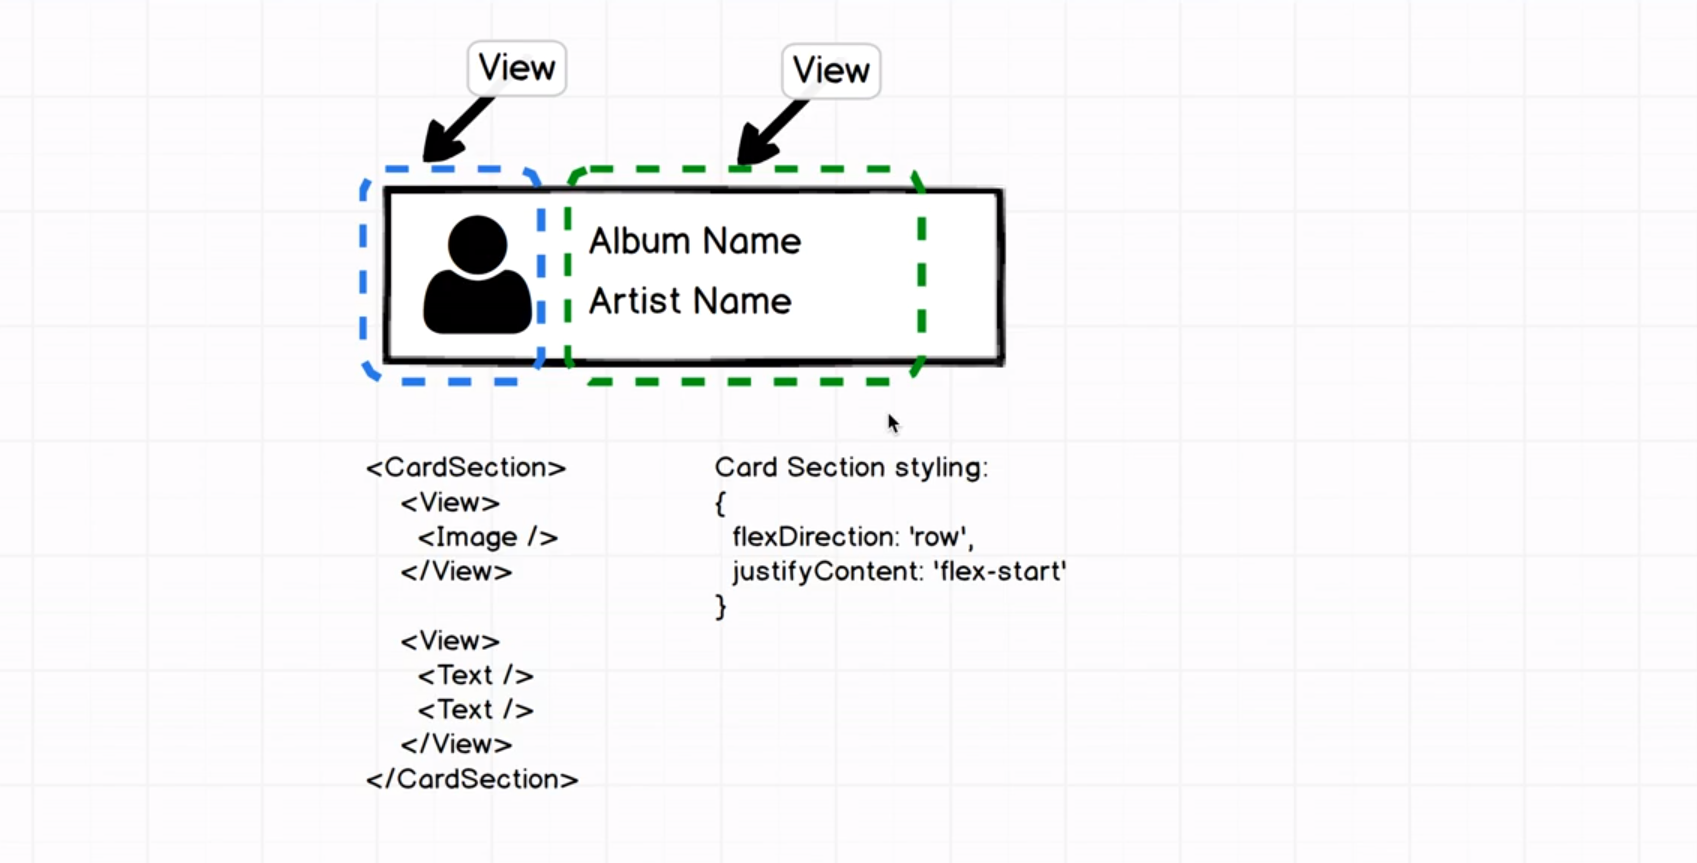 View
View
Album Name
Artist Name
<CardSection>
<View>
<Image />
</View>
<View>
<Text />
<Text />
</View>
</CardSection>
Card Section styling:
{
flexDirection: 'row',
justifyContent: 'flex-start'
}